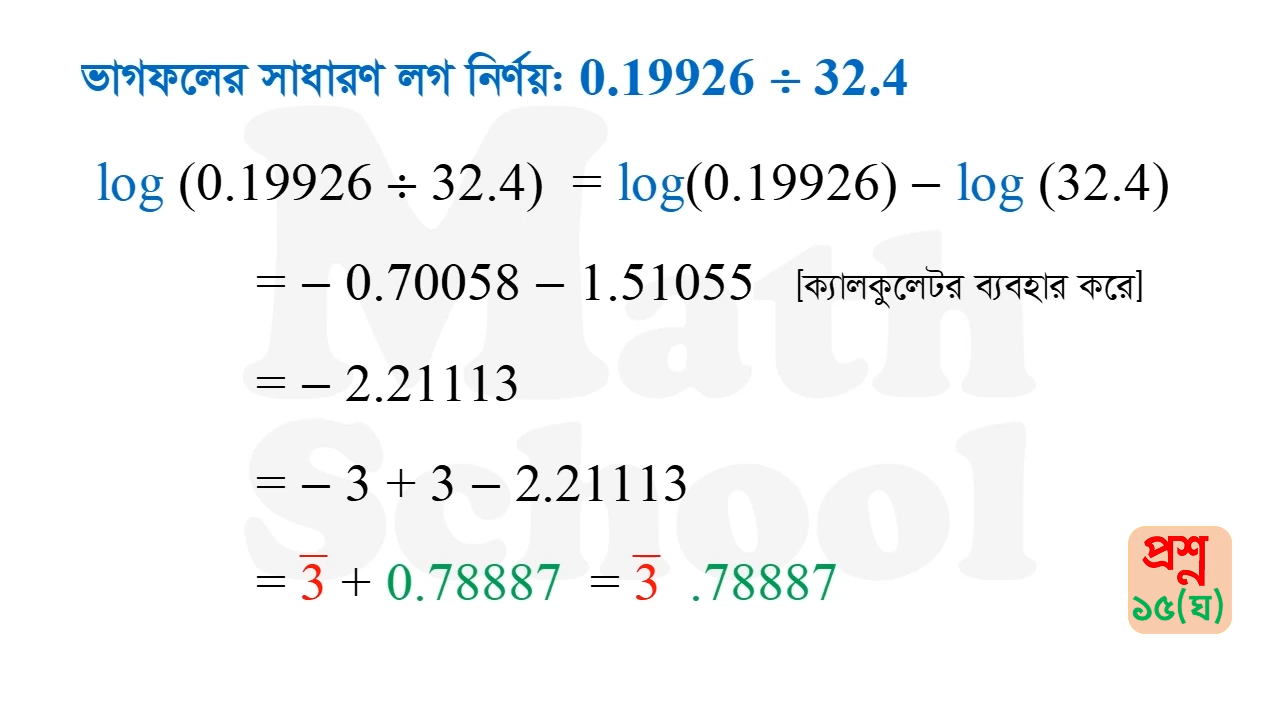 ভাগফলের সাধারণ লগ নির্ণয়ঃ 0.19926 ÷ 32.4
log (0.19926 ÷ 32.4) = log(0.19926) – log (32.4)
= – 0.70058 – 1.51055 [ক্যালকুলেটর ব্যবহার করে]
= – 2.21113
= – 3 + 3 – 2.21113
= 3̅ + 0.78887 = 3̅ .78887
প্রশ্ন
১৫(ঘ)
Math
School